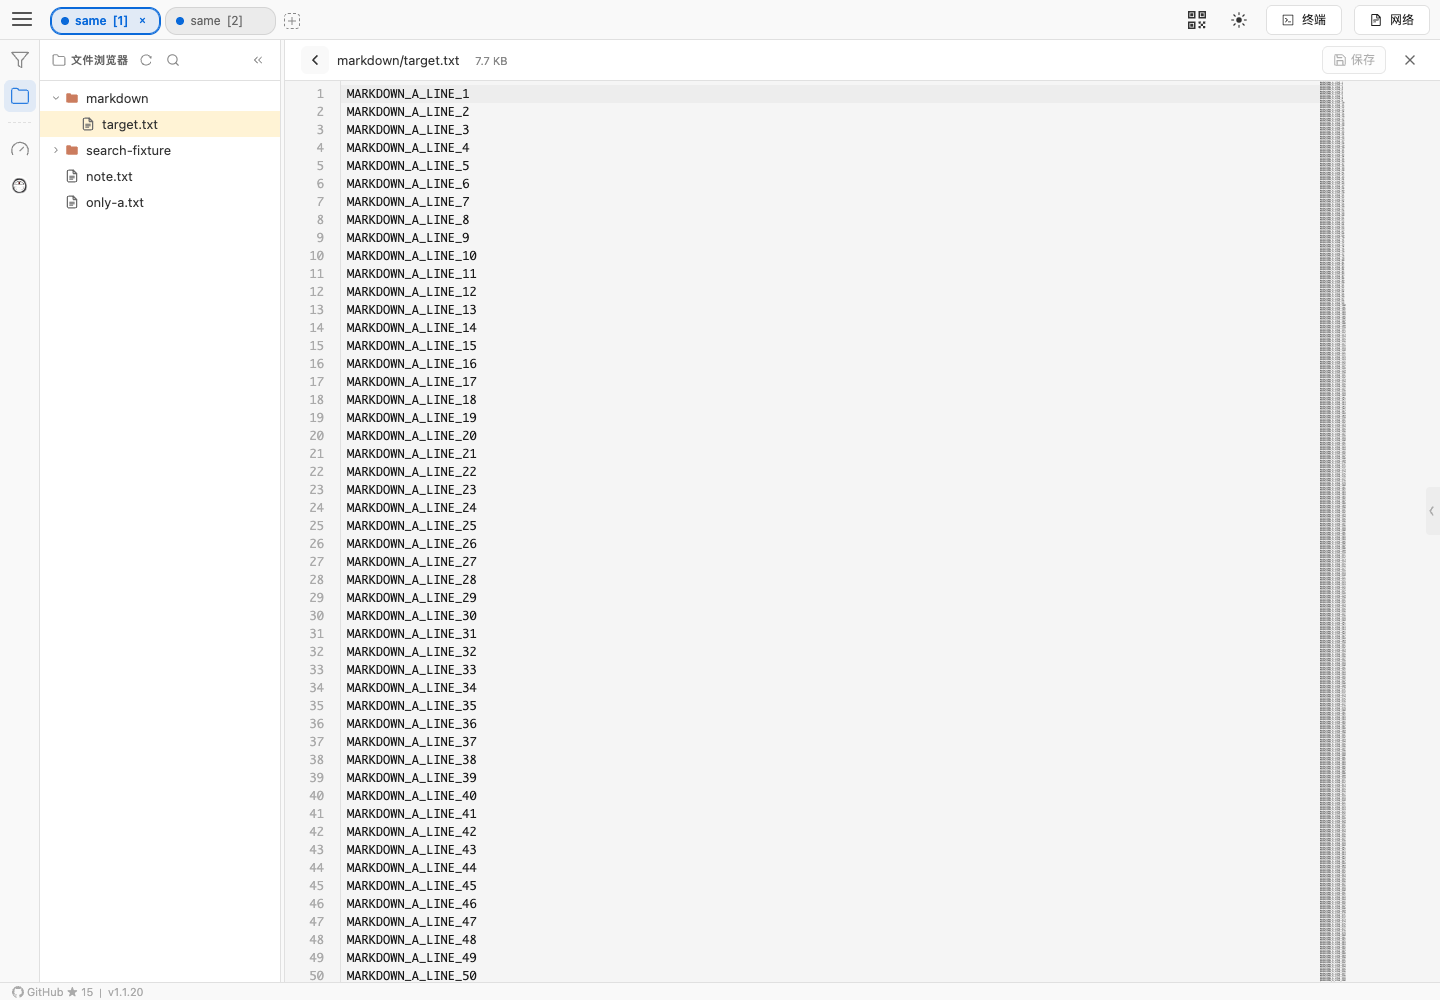 same [1] ×
same [2]
终端
网络
文件浏览器
markdown/target.txt 7.7 KB
保存
markdown
target.txt
search-fixture
note.txt
only-a.txt
1 MARKDOWN_A_LINE_1
2 MARKDOWN_A_LINE_2
3 MARKDOWN_A_LINE_3
4 MARKDOWN_A_LINE_4
5 MARKDOWN_A_LINE_5
6 MARKDOWN_A_LINE_6
7 MARKDOWN_A_LINE_7
8 MARKDOWN_A_LINE_8
9 MARKDOWN_A_LINE_9
10 MARKDOWN_A_LINE_10
11 MARKDOWN_A_LINE_11
12 MARKDOWN_A_LINE_12
13 MARKDOWN_A_LINE_13
14 MARKDOWN_A_LINE_14
15 MARKDOWN_A_LINE_15
16 MARKDOWN_A_LINE_16
17 MARKDOWN_A_LINE_17
18 MARKDOWN_A_LINE_18
19 MARKDOWN_A_LINE_19
20 MARKDOWN_A_LINE_20
21 MARKDOWN_A_LINE_21
22 MARKDOWN_A_LINE_22
23 MARKDOWN_A_LINE_23
24 MARKDOWN_A_LINE_24
25 MARKDOWN_A_LINE_25
26 MARKDOWN_A_LINE_26
27 MARKDOWN_A_LINE_27
28 MARKDOWN_A_LINE_28
29 MARKDOWN_A_LINE_29
30 MARKDOWN_A_LINE_30
31 MARKDOWN_A_LINE_31
32 MARKDOWN_A_LINE_32
33 MARKDOWN_A_LINE_33
34 MARKDOWN_A_LINE_34
35 MARKDOWN_A_LINE_35
36 MARKDOWN_A_LINE_36
37 MARKDOWN_A_LINE_37
38 MARKDOWN_A_LINE_38
39 MARKDOWN_A_LINE_39
40 MARKDOWN_A_LINE_40
41 MARKDOWN_A_LINE_41
42 MARKDOWN_A_LINE_42
43 MARKDOWN_A_LINE_43
44 MARKDOWN_A_LINE_44
45 MARKDOWN_A_LINE_45
46 MARKDOWN_A_LINE_46
47 MARKDOWN_A_LINE_47
48 MARKDOWN_A_LINE_48
49 MARKDOWN_A_LINE_49
50 MARKDOWN_A_LINE_50
GitHub ★ 15 | v1.1.20